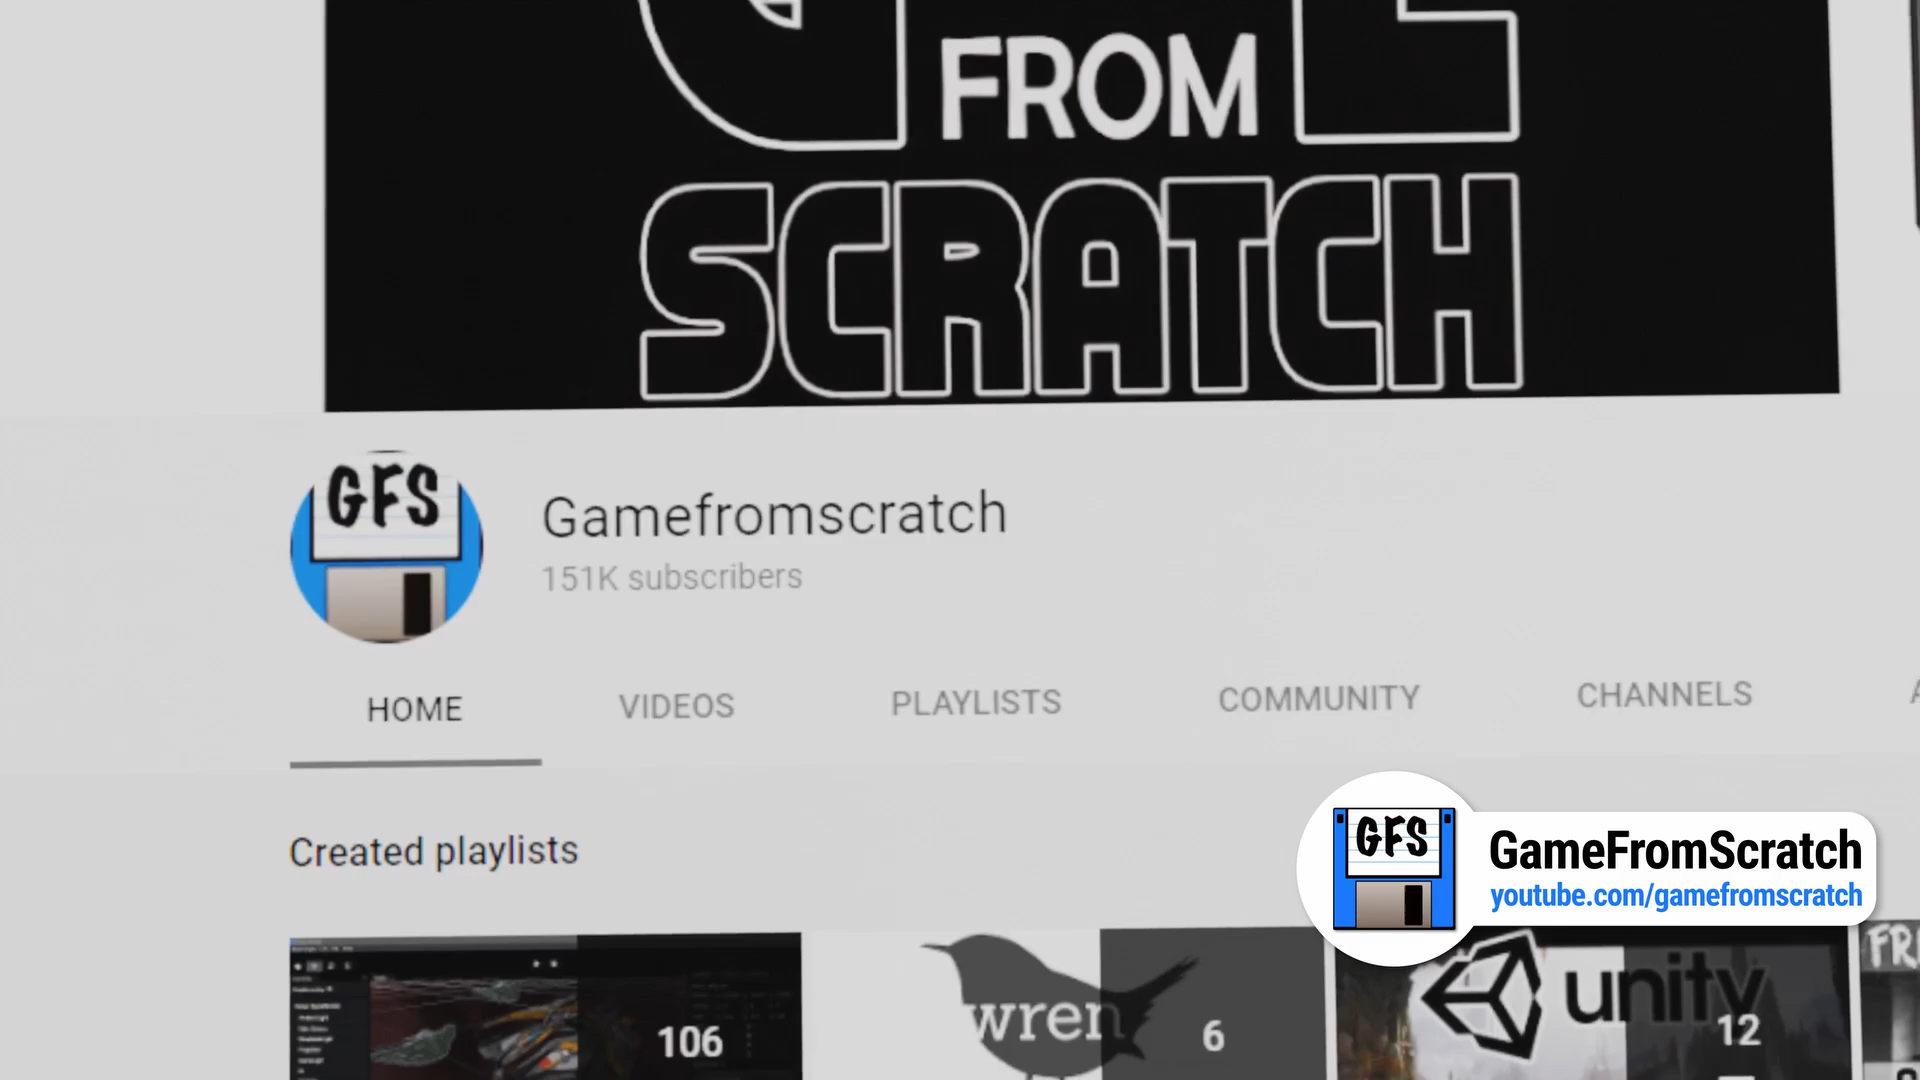 FROM
SCRATCH
GFS
Gamefromscratch
151K subscribers
HOME
VIDEOS
PLAYLISTS
COMMUNITY
CHANNELS
GFS
GameFromScratch
youtube.com/gamefromscratch
Created playlists
106
wren
6
unity
12